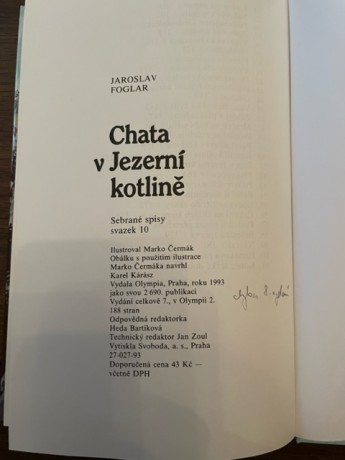 JAROSLAV
FOGLAR
Chata
v Jezerní
kotlině
Sebrané spisy
svazek 10
Ilustroval Marko Čermák
Obálku s použitím ilustrace
Marko Čermáka navrhl
Karel Kárász
Vydala Olympia, Praha, roku 1993
jako svou 2 690. publikaci
Vydání celkově 7., v Olympii 2.
188 stran
Odpovědná redaktorka
Heda Bartíková
Technický redaktor Jan Zoul
Vytiskla Svoboda, a. s., Praha
27-027-93
Doporučená cena 43 Kč —
včetně DPH